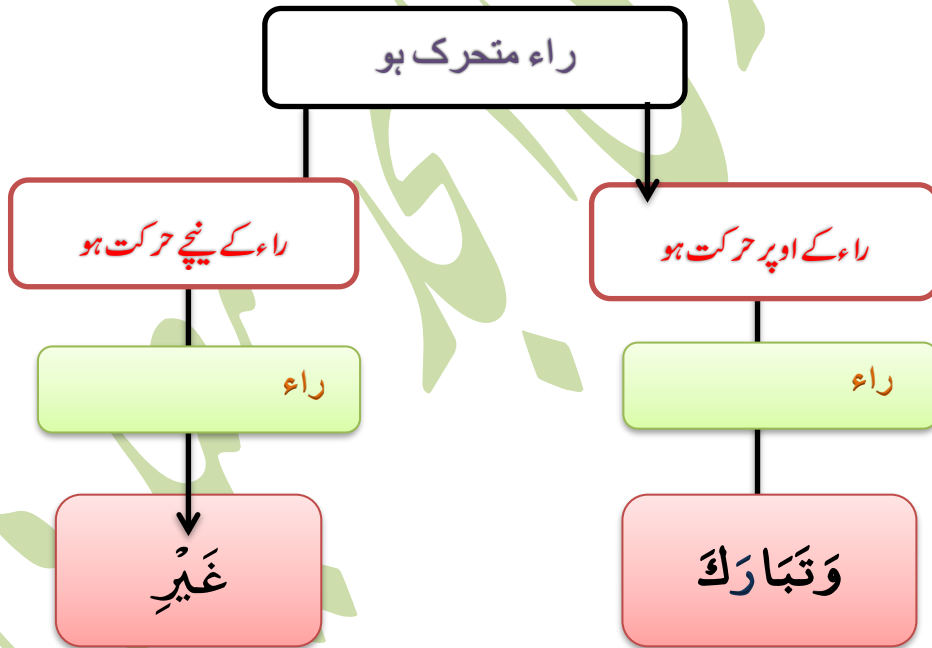 راء متحرک ہو
راء کے اوپر حرکت ہو
راء کے نیچے حرکت ہو
راء
راء
وَتَبَارَكَ
غَيْرِ